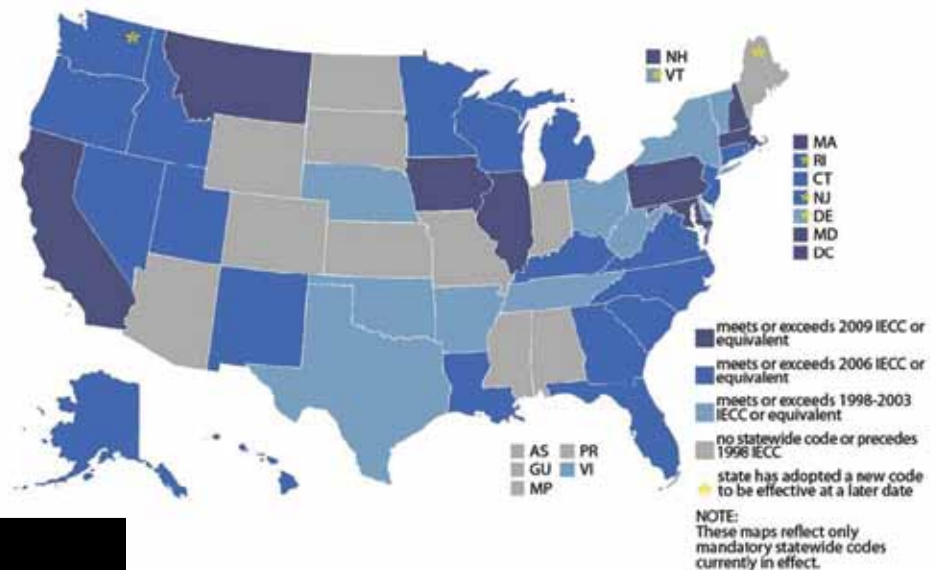 NH
VT
MA
RI
CT
NJ
DE
MD
DC
meets or exceeds 2009 IECC or
equivalent
meets or exceeds 2006 IECC or
equivalent
meets or exceeds 1998-2003
IECC or equivalent
no statewide code or precedes
1998 IECC
state has adopted a new code
to be effective at a later date
AS PR
GU VI
MP
NOTE:
These maps reflect only
mandatory statewide codes
currently in effect.